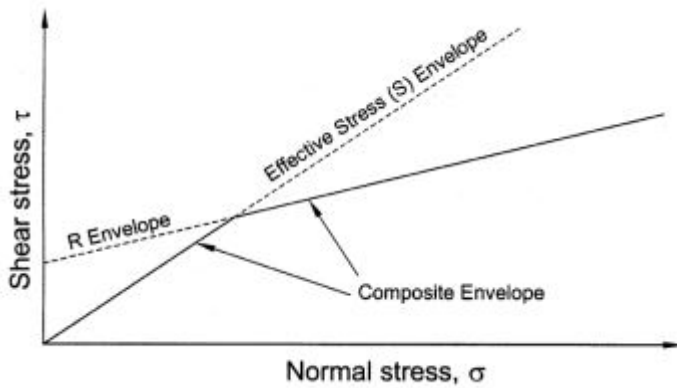 Shear stress, τ
Effective Stress (S) Envelope
R Envelope
Composite Envelope
Normal stress, σ